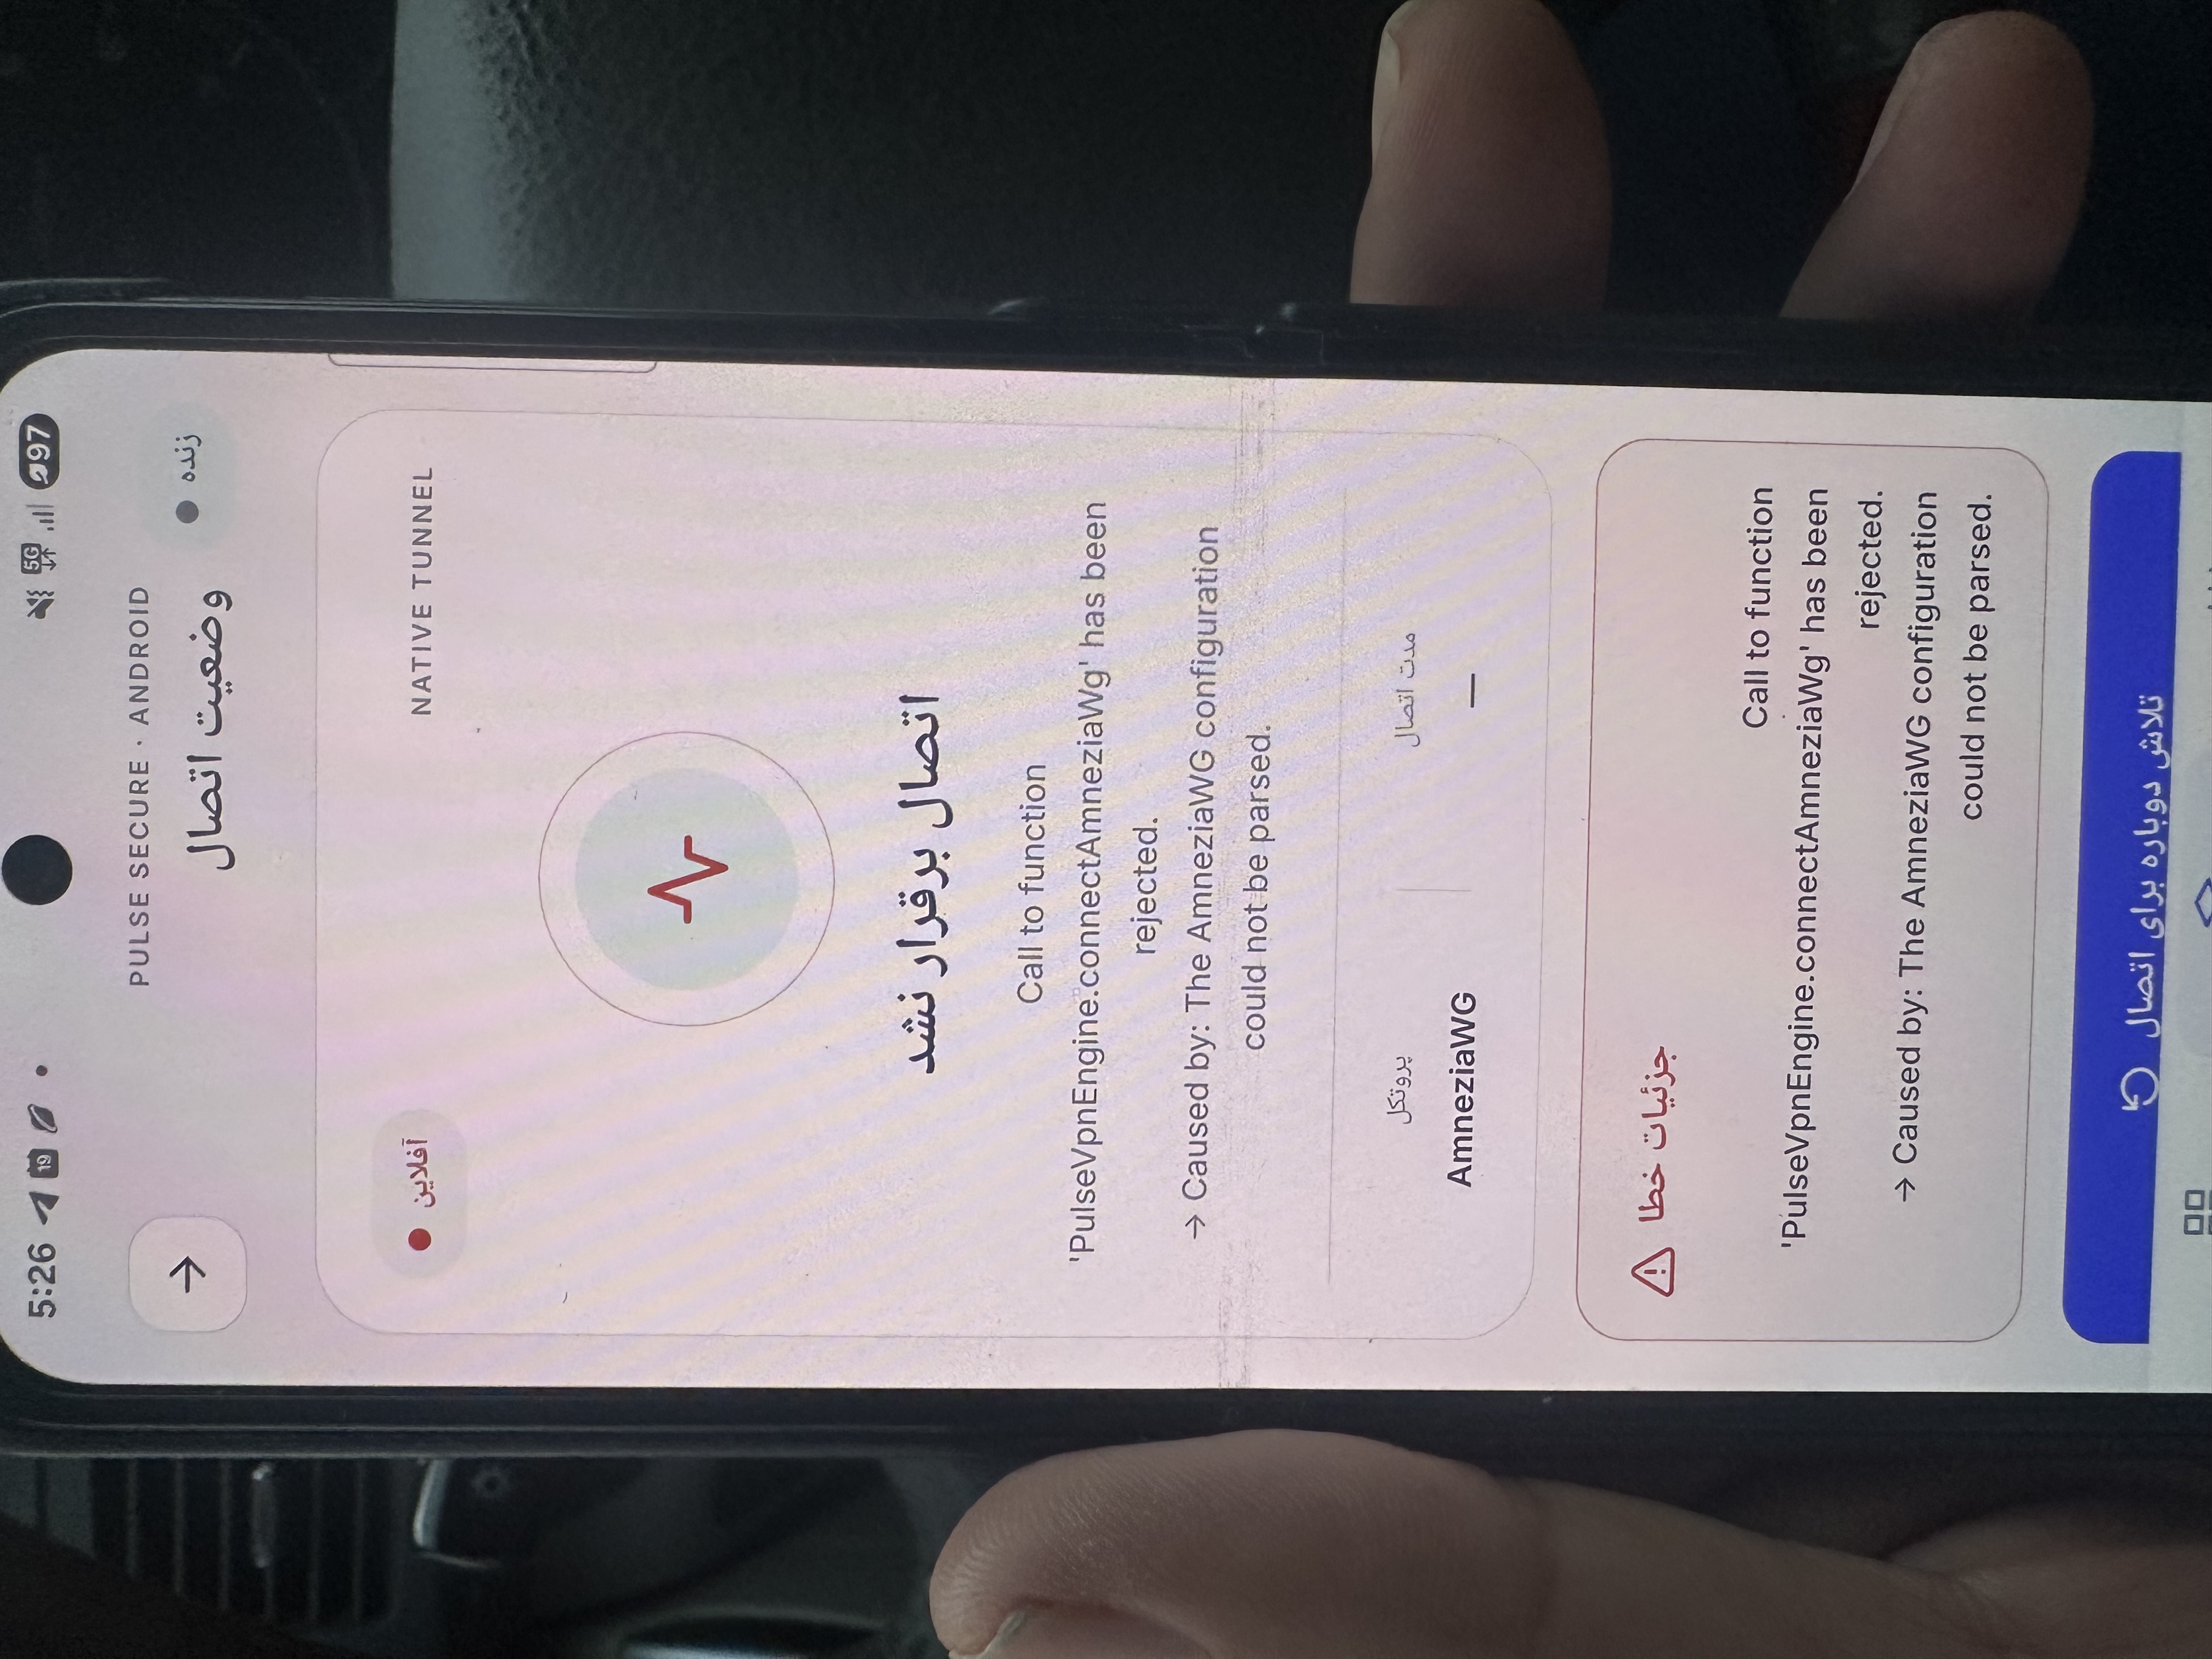 5:26
19
5G
97
PULSE SECURE · ANDROID
وضعیت اتصال
زنده
آفلاین
NATIVE TUNNEL
اتصال برقرار نشد
Call to function
'PulseVpnEngine.connectAmneziaWg' has been
rejected.
→ Caused by: The AmneziaWG configuration
could not be parsed.
مدت اتصال
—
پروتکل
AmneziaWG
جزئیات خطا
Call to function
'PulseVpnEngine.connectAmneziaWg' has been
rejected.
→ Caused by: The AmneziaWG configuration
could not be parsed.
تلاش دوباره برای اتصال